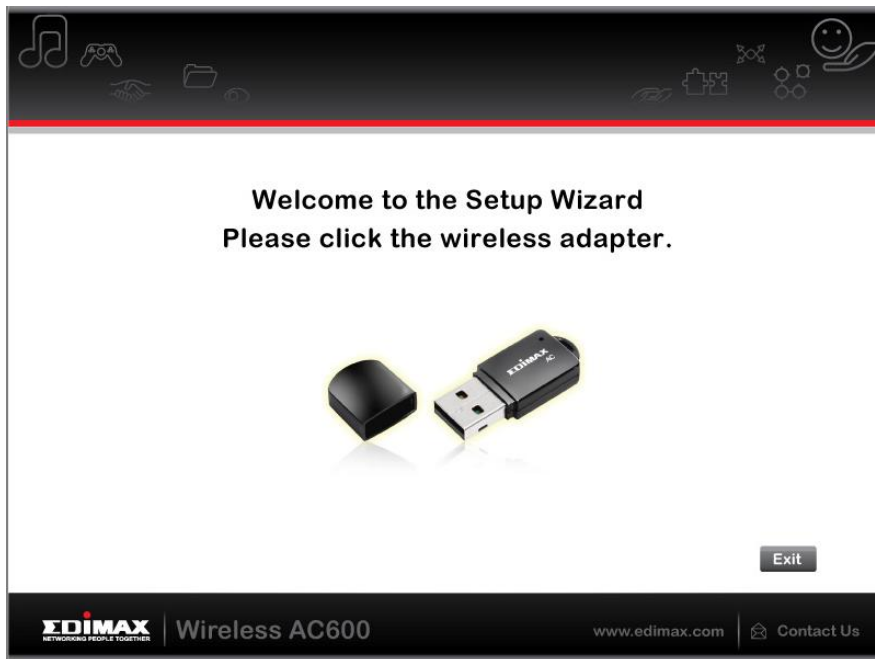 Welcome to the Setup Wizard
Please click the wireless adapter.
EDIMAX
AC
Exit
EDIMAX
NETWORKING PEOPLE TOGETHER
Wireless AC600
www.edimax.com
Contact Us